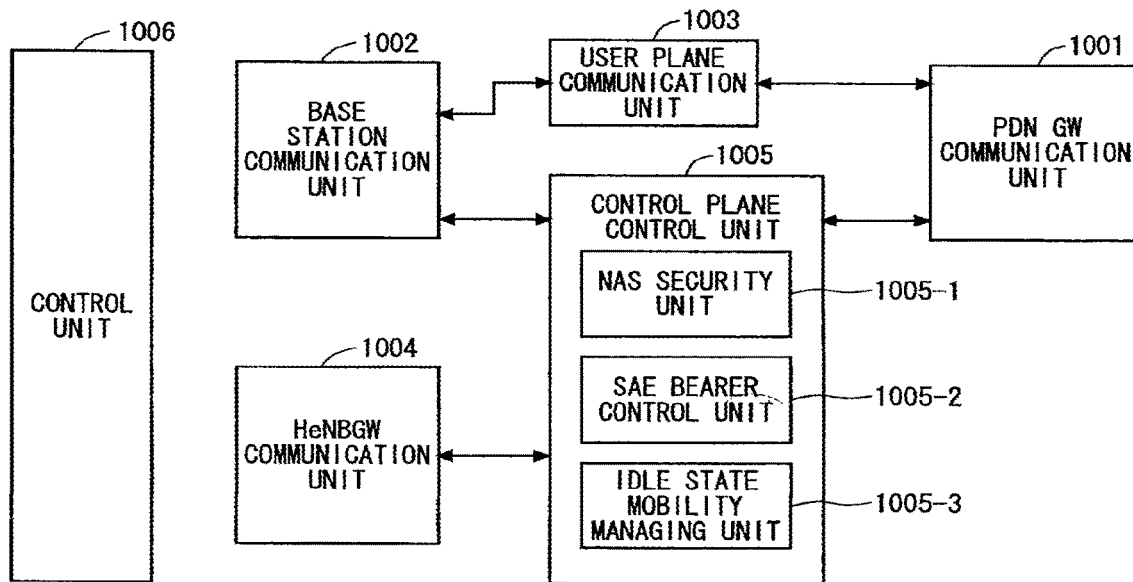 1006
CONTROL
UNIT
1002
BASE
STATION
COMMUNICATION
UNIT
1003
USER PLANE
COMMUNICATION
UNIT
1001
PDN GW
COMMUNICATION
UNIT
1005
CONTROL PLANE
CONTROL UNIT
NAS SECURITY
UNIT
1005-1
SAE BEARER
CONTROL UNIT
1005-2
IDLE STATE
MOBILITY
MANAGING UNIT
1005-3
1004
HeNBGW
COMMUNICATION
UNIT